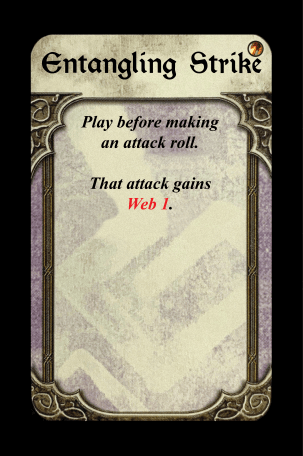 Entangling Strike
Play before making
an attack roll.
That attack gains
Web 1.